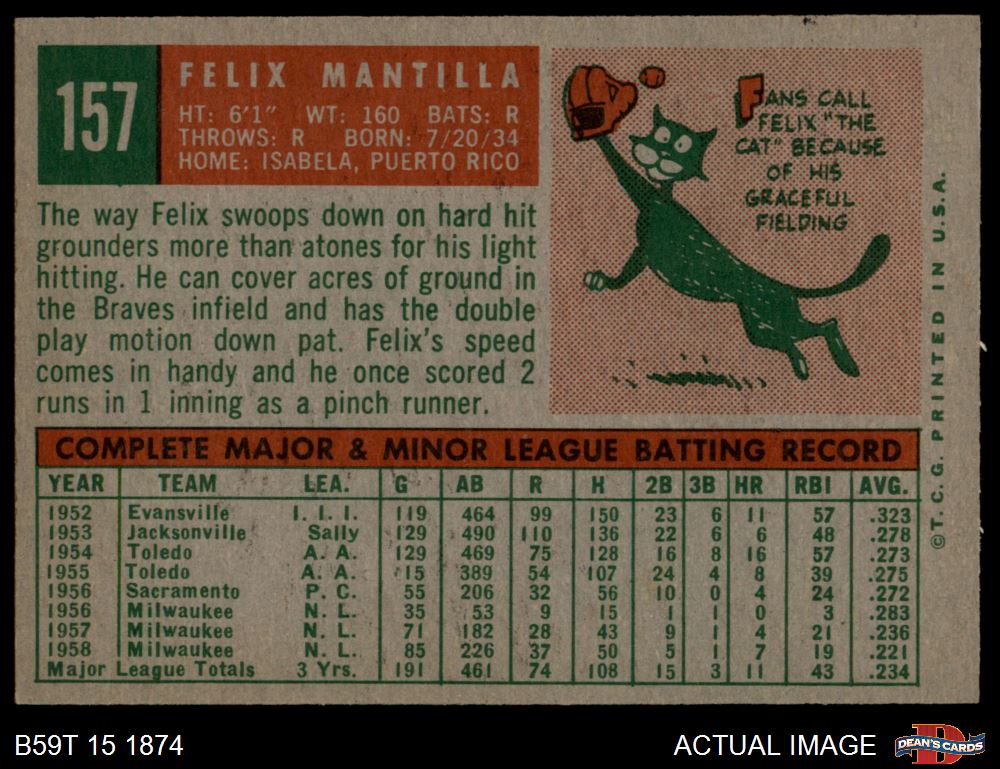 157
FELIX MANTILLA
HT: 6'1" WT: 160 BATS: R
THROWS: R BORN: 7/20/34
HOME: ISABELA, PUERTO RICO
The way Felix swoops down on hard hit
grounders more than atones for his light
hitting. He can cover acres of ground in
the Braves infield and has the double
play motion down pat. Felix's speed
comes in handy and he once scored 2
runs in 1 inning as a pinch runner.
FANS CALL
FELIX "THE
CAT" BECAUSE
OF HIS
GRACEFUL
FIELDING
©T. C. G. PRINTED IN U.S.A.
COMPLETE MAJOR & MINOR LEAGUE BATTING RECORD
YEAR TEAM LEA. G AB R H 2B 3B HR RBI AVG.
1952 Evansville I. I. I. 119 464 99 150 23 6 11 57 .323
1953 Jacksonville Sally 129 490 110 136 22 6 6 48 .278
1954 Toledo A. A. 129 469 75 128 16 8 16 57 .273
1955 Toledo A. A. 115 389 54 107 24 4 8 39 .275
1956 Sacramento P. C. 55 206 32 56 10 0 4 24 .272
1956 Milwaukee N. L. 35 53 9 15 1 1 0 3 .283
1957 Milwaukee N. L. 71 182 28 43 9 1 4 21 .236
1958 Milwaukee N. L. 85 226 37 50 5 1 7 19 .221
Major League Totals 3 Yrs. 191 461 74 108 15 3 11 43 .234
B59T 15 1874
ACTUAL IMAGE
D
DEAN'S CARDS